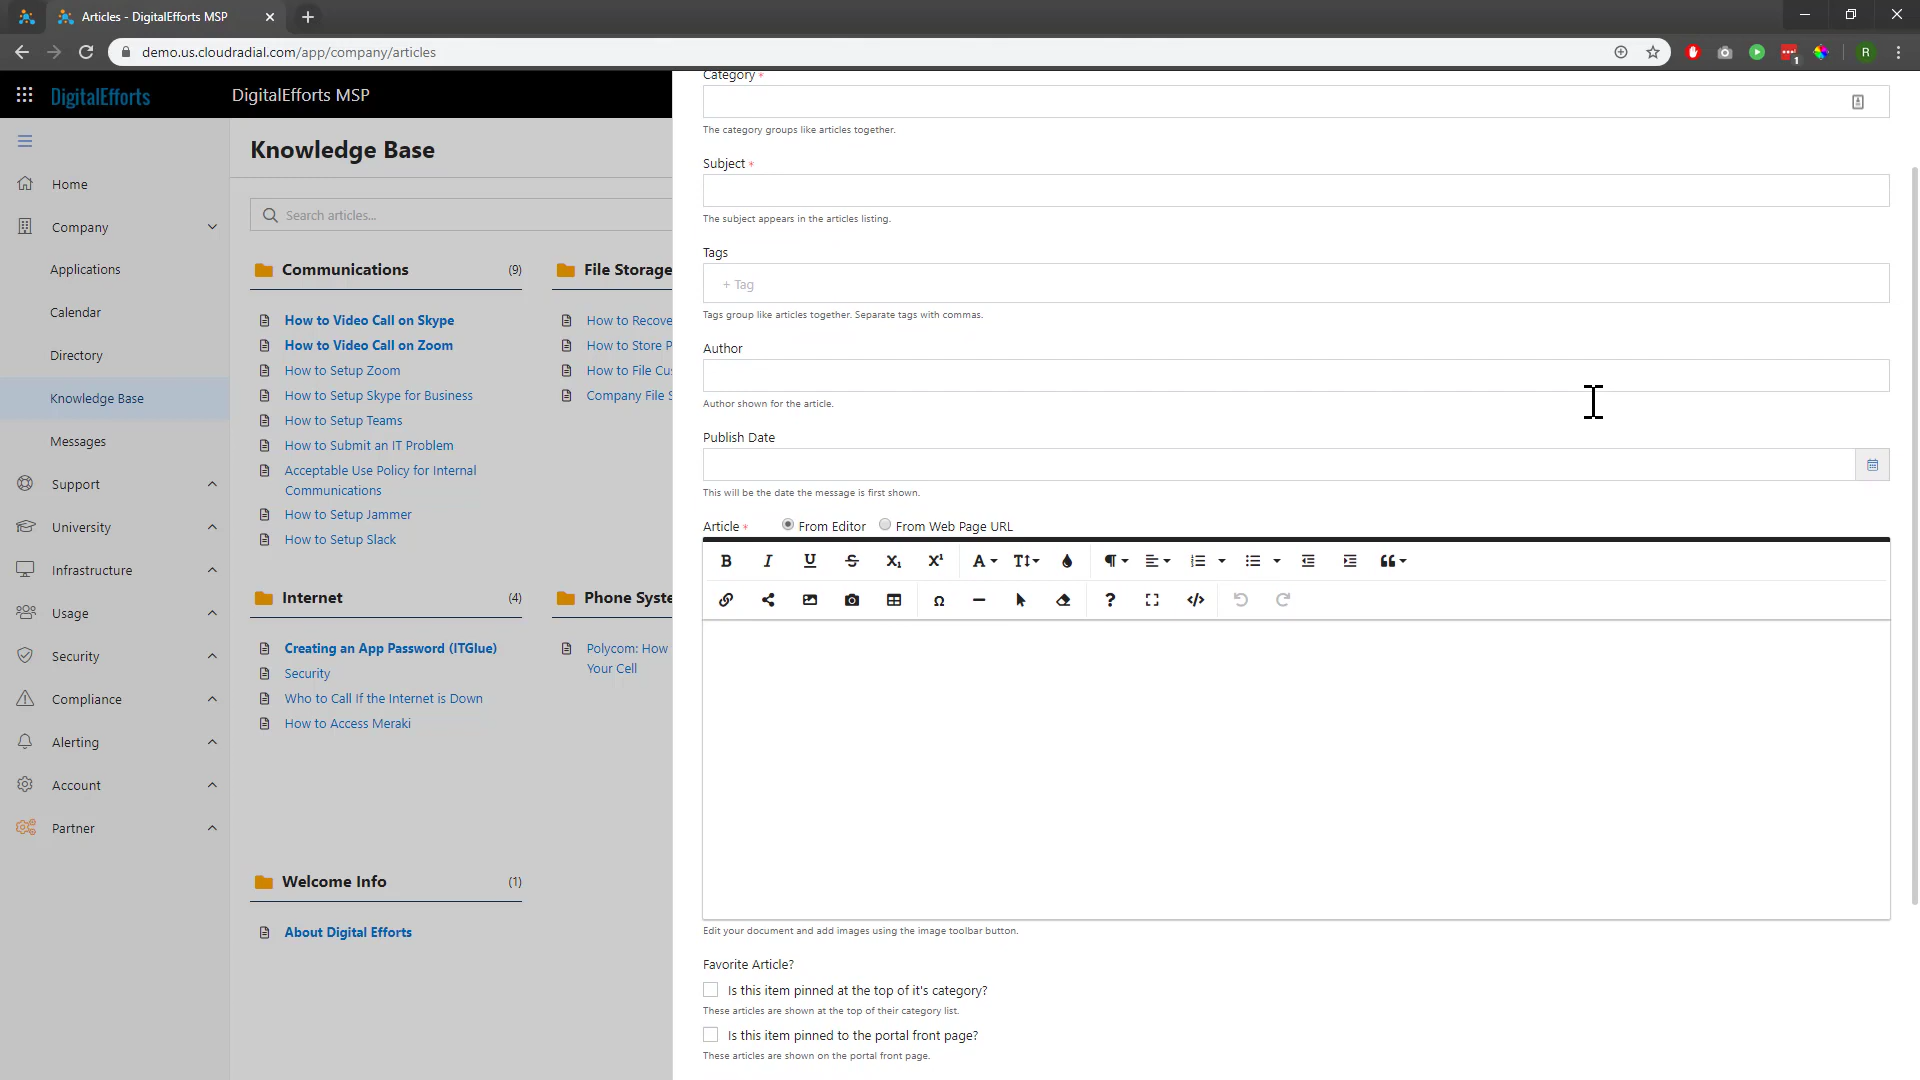 Articles - DigitalEfforts MSP
demo.us.cloudradial.com/app/company/articles
R
1
DigitalEfforts
DigitalEfforts MSP
Home
Company
Applications
Calendar
Directory
Knowledge Base
Messages
Support
University
Infrastructure
Usage
Security
Compliance
Alerting
Account
Partner
Knowledge Base
Search articles...
Communications (9)
How to Video Call on Skype
How to Video Call on Zoom
How to Setup Zoom
How to Setup Skype for Business
How to Setup Teams
How to Submit an IT Problem
Acceptable Use Policy for Internal
Communications
How to Setup Jammer
How to Setup Slack
File Storage
How to Recove
How to Store P
How to File Cu
Company File S
Internet (4)
Creating an App Password (ITGlue)
Security
Who to Call If the Internet is Down
How to Access Meraki
Phone Syste
Polycom: How
Your Cell
Welcome Info (1)
About Digital Efforts
Category *
The category groups like articles together.
Subject *
The subject appears in the articles listing.
Tags
+ Tag
Tags group like articles together. Separate tags with commas.
Author
Author shown for the article.
Publish Date
This will be the date the message is first shown.
Article * From Editor From Web Page URL
Edit your document and add images using the image toolbar button.
Favorite Article?
Is this item pinned at the top of it's category?
These articles are shown at the top of their category list.
Is this item pinned to the portal front page?
These articles are shown on the portal front page.